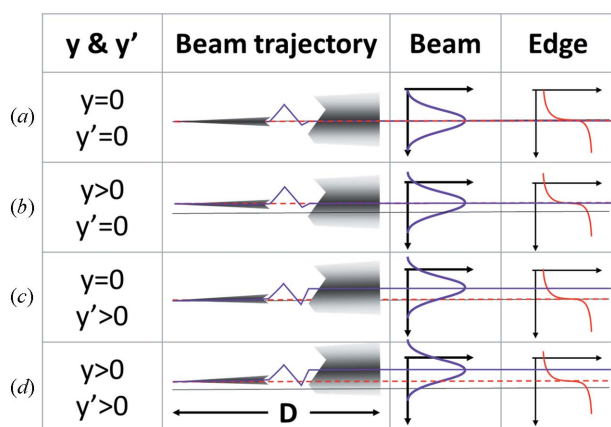 y & y' Beam trajectory Beam Edge
(a) y=0
y'=0
(b) y>0
y'=0
(c) y=0
y'>0
(d) y>0
y'>0
D